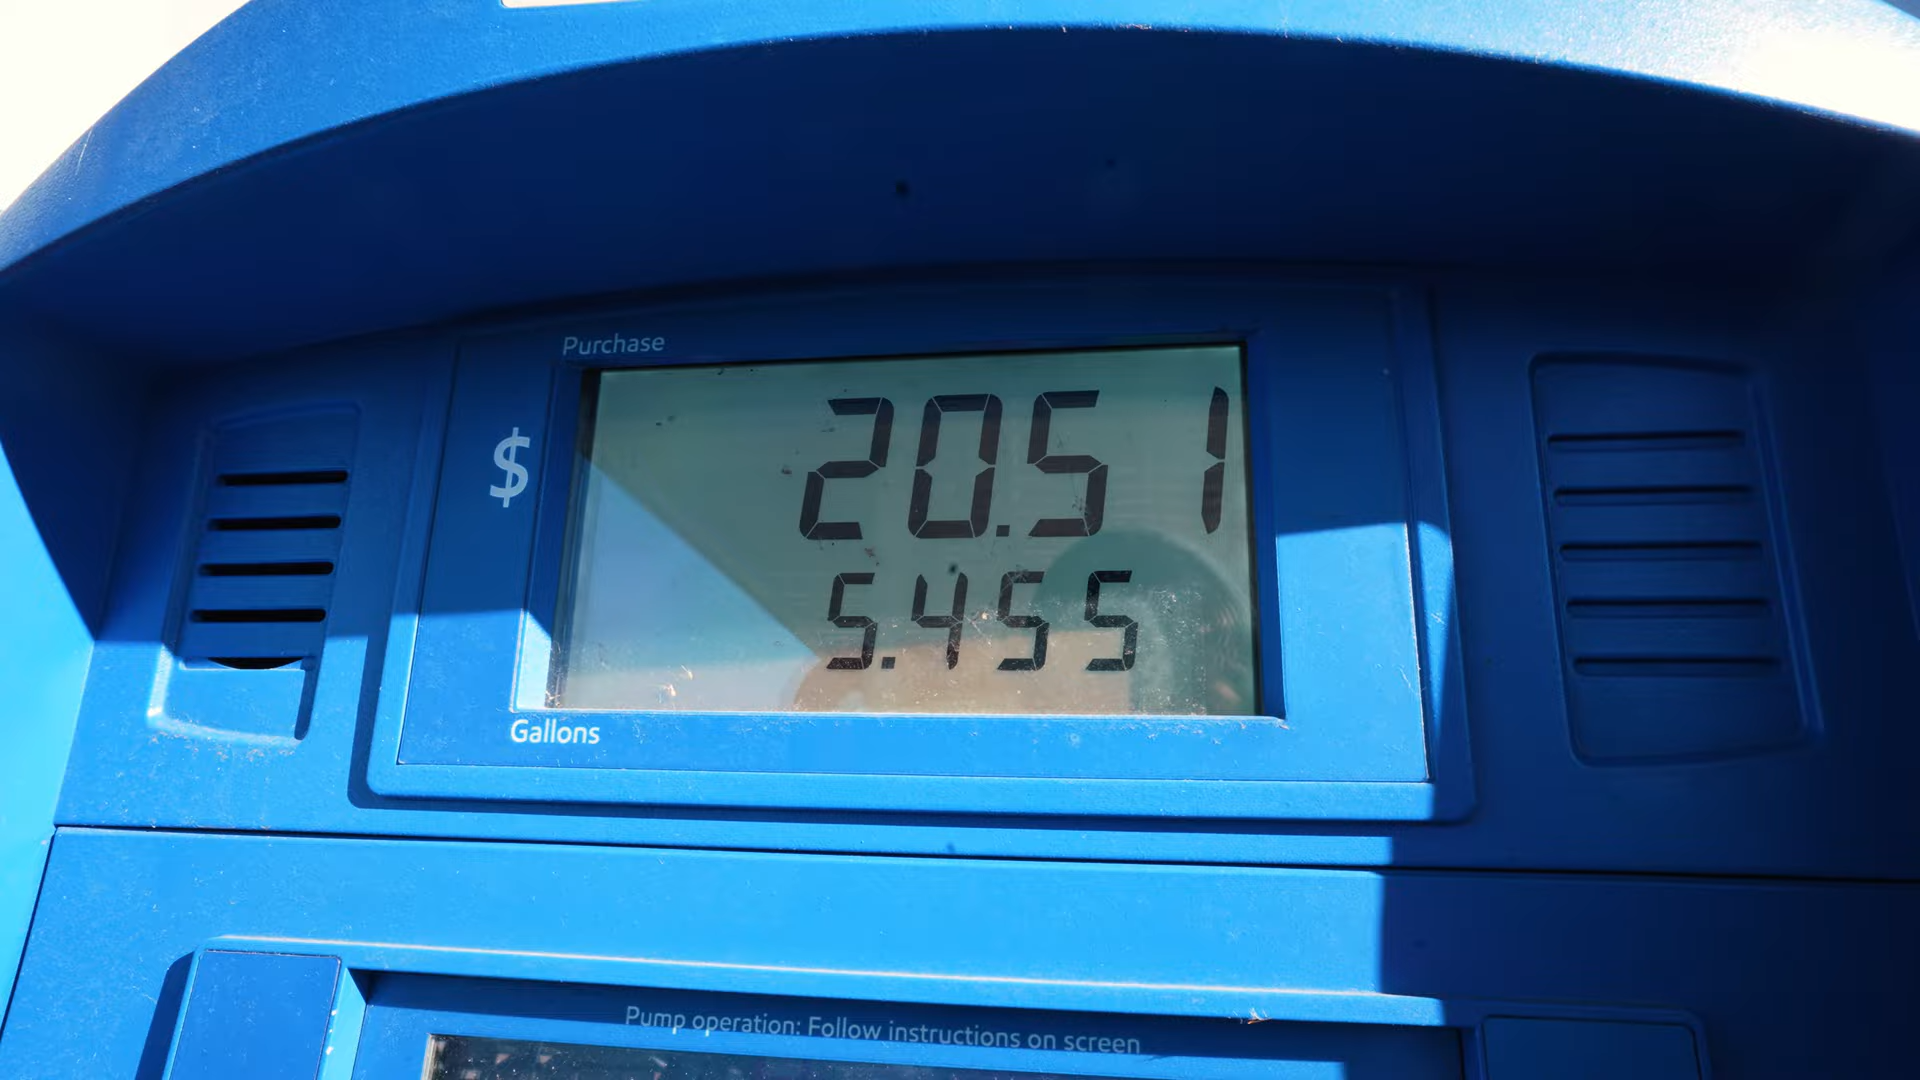 Purchase
$ 20.51
5.455
Gallons
Pump operation: Follow instructions on screen